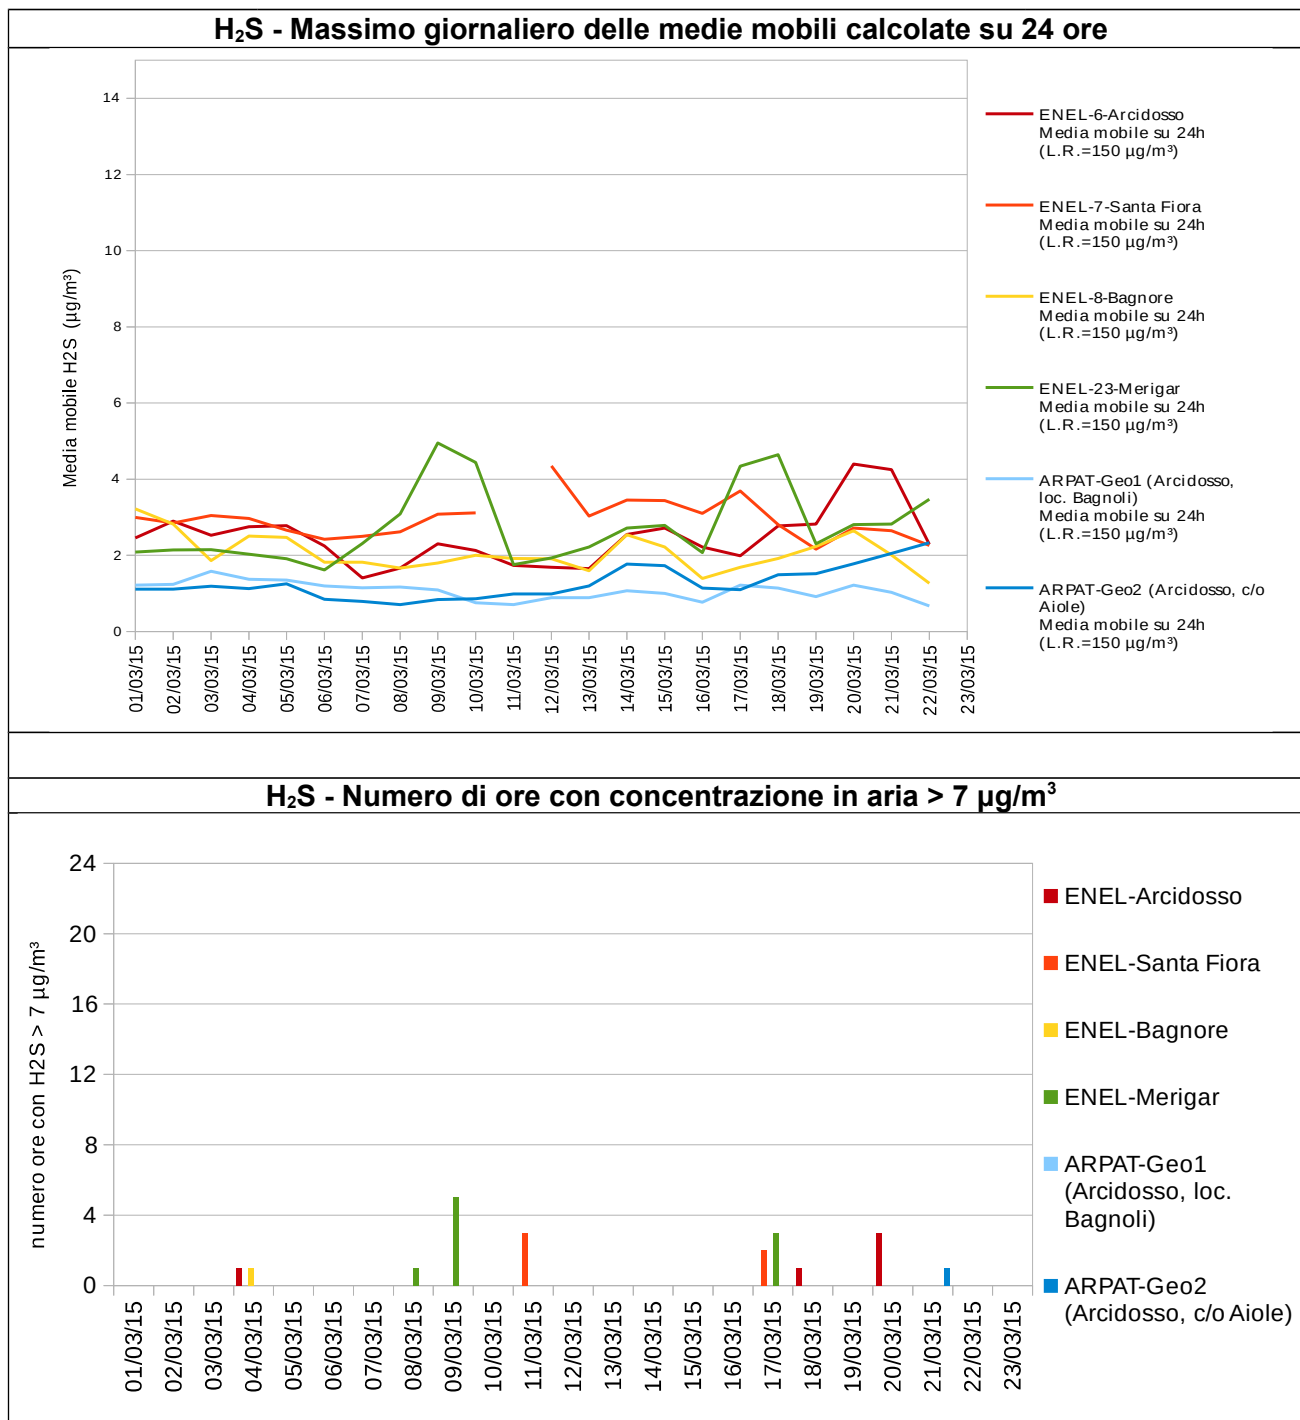 H₂S - Massimo giornaliero delle medie mobili calcolate su 24 ore
Media mobile H2S (µg/m³)
14
12
10
8
6
4
2
0
01/03/15
02/03/15
03/03/15
04/03/15
05/03/15
06/03/15
07/03/15
08/03/15
09/03/15
10/03/15
11/03/15
12/03/15
13/03/15
14/03/15
15/03/15
16/03/15
17/03/15
18/03/15
19/03/15
20/03/15
21/03/15
22/03/15
23/03/15
ENEL-6-Arcidosso
Media mobile su 24h
(L.R.=150 µg/m³)
ENEL-7-Santa Fiora
Media mobile su 24h
(L.R.=150 µg/m³)
ENEL-8-Bagnore
Media mobile su 24h
(L.R.=150 µg/m³)
ENEL-23-Merigar
Media mobile su 24h
(L.R.=150 µg/m³)
ARPAT-Geo1 (Arcidosso,
loc. Bagnoli)
Media mobile su 24h
(L.R.=150 µg/m³)
ARPAT-Geo2 (Arcidosso, c/o
Aiole)
Media mobile su 24h
(L.R.=150 µg/m³)
H₂S - Numero di ore con concentrazione in aria > 7 µg/m³
numero ore con H2S > 7 µg/m³
24
20
16
12
8
4
0
01/03/15
02/03/15
03/03/15
04/03/15
05/03/15
06/03/15
07/03/15
08/03/15
09/03/15
10/03/15
11/03/15
12/03/15
13/03/15
14/03/15
15/03/15
16/03/15
17/03/15
18/03/15
19/03/15
20/03/15
21/03/15
22/03/15
23/03/15
ENEL-Arcidosso
ENEL-Santa Fiora
ENEL-Bagnore
ENEL-Merigar
ARPAT-Geo1
(Arcidosso, loc.
Bagnoli)
ARPAT-Geo2
(Arcidosso, c/o Aiole)